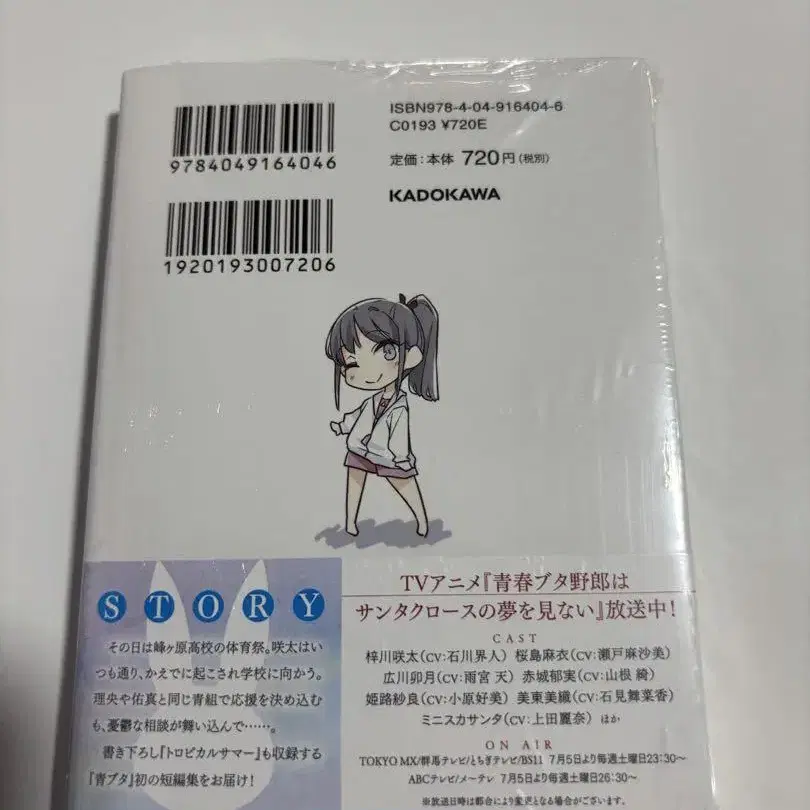 ISBN978-4-04-916404-6
C0193 ¥720E
9784049164046
定価:本体 720円(税別)
KADOKAWA
1920193007206
STORY
その日は峰ヶ原高校の体育祭。咲太はい
つも通り、かえでに起こされ学校に向かう。
理央や佑真と同じ青組で応援を決め込む
も、憂鬱な相談が舞い込んで……。
書き下ろし『トロピカルサマー』も収録する
『青ブタ』初の短編集をお届け!
TVアニメ『青春ブタ野郎は
サンタクロースの夢を見ない』放送中!
CAST
梓川咲太(CV:石川界人) 桜島麻衣(CV:瀬戸麻沙美)
広川卯月(CV:雨宮 天) 赤城郁実(CV:山根 綺)
姫路紗良(CV:小原好美) 美東美織(CV:石見舞菜香)
ミニスカサンタ(CV:上田麗奈) ほか
ON AIR
TOKYO MX/群馬テレビ/とちぎテレビ/BS11 7月5日より毎週土曜日23:30~
ABCテレビ/メ~テレ 7月5日より毎週土曜日26:30~
※放送日時は都合により変更となる場合がございます。